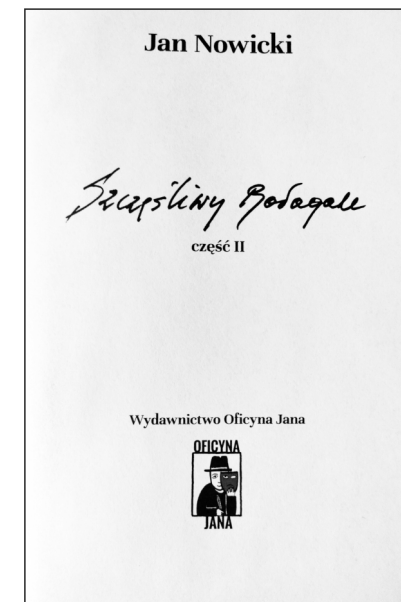 Jan Nowicki
Szczęśliwy Bodagale
część II
Wydawnictwo Oficyna Jana
OFICYNA
JANA